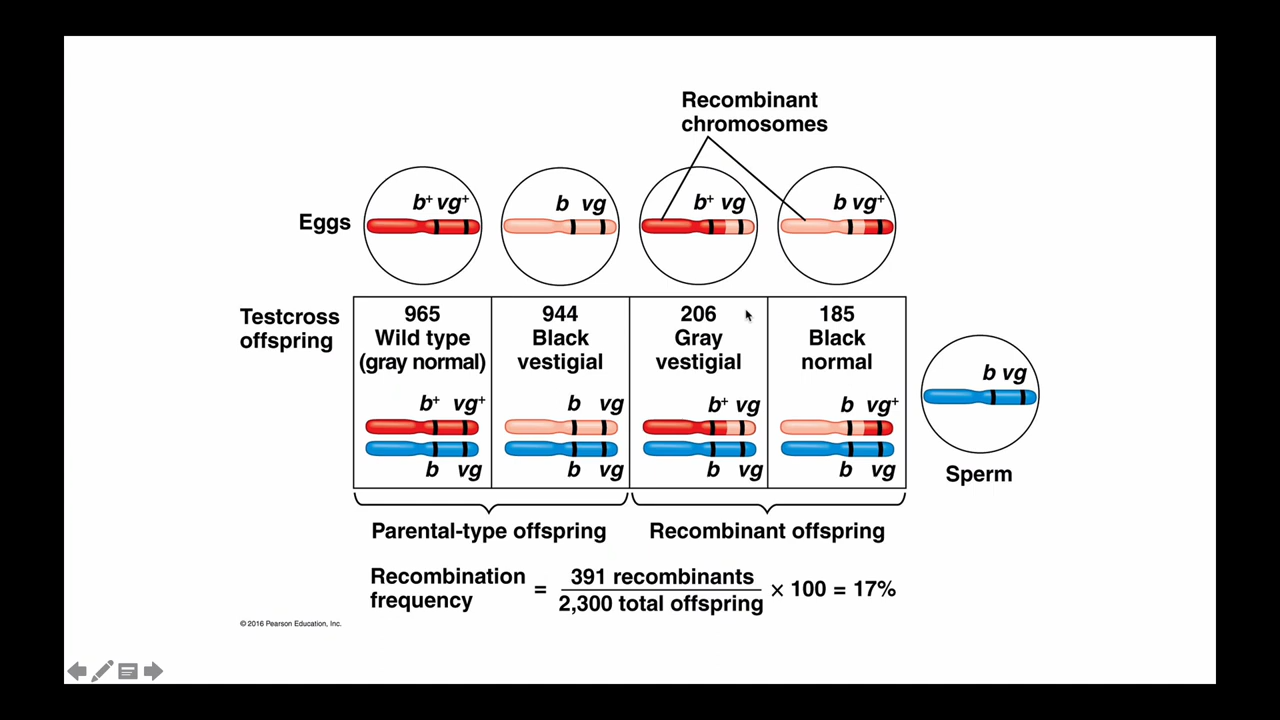 Recombinant
chromosomes
Eggs
b⁺ vg⁺
b vg
b⁺ vg
b vg⁺
Testcross
offspring
965
Wild type
(gray normal)
944
Black
vestigial
206
Gray
vestigial
185
Black
normal
b⁺ vg⁺
b vg
b vg
b vg
b⁺ vg
b vg
b vg⁺
b vg
b vg
Sperm
Parental-type offspring
Recombinant offspring
Recombination
frequency
=
391 recombinants
2,300 total offspring
× 100 = 17%
© 2016 Pearson Education, Inc.